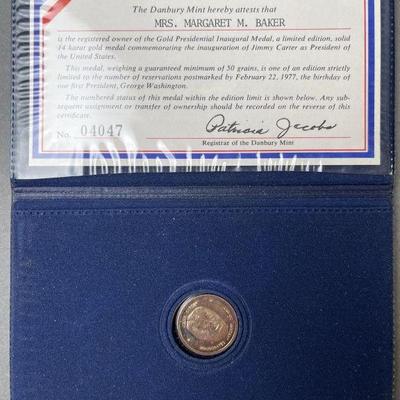 The Danbury Mint hereby attests that
MRS. MARGARET M. BAKER
is the registered owner of the Gold Presidential Inaugural Medal, a limited edition, solid
14 karat gold medal commemorating the inauguration of Jimmy Carter as President of
the United States.
This medal, weighing a guaranteed minimum of 50 grains, is one of an edition strictly
limited to the number of reservations postmarked by February 22, 1977, the birthday of
our first President, George Washington.
The numbered status of this medal within the edition limit is shown below. Any sub-
sequent assignment or transfer of ownership should be recorded on the reverse of this
certificate.
No. 04047
Patricia Jacobs
Registrar of the Danbury Mint